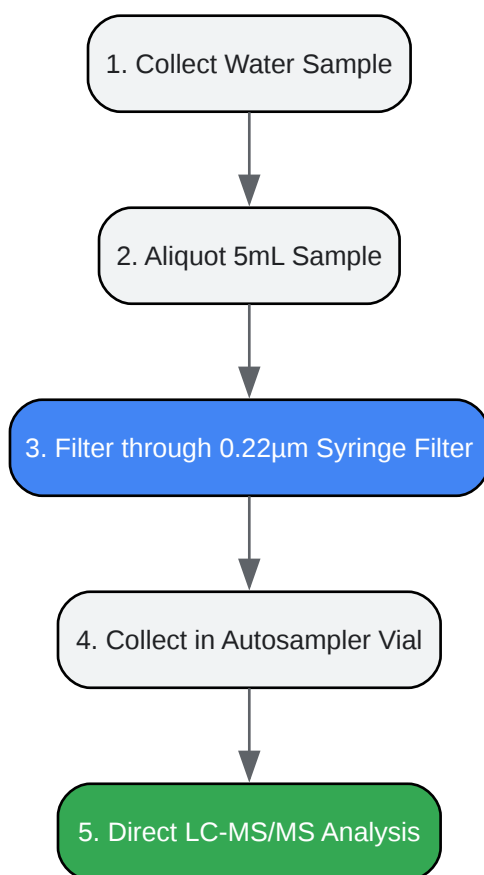 1. Collect Water Sample
2. Aliquot 5mL Sample
3. Filter through 0.22µm Syringe Filter
4. Collect in Autosampler Vial
5. Direct LC-MS/MS Analysis